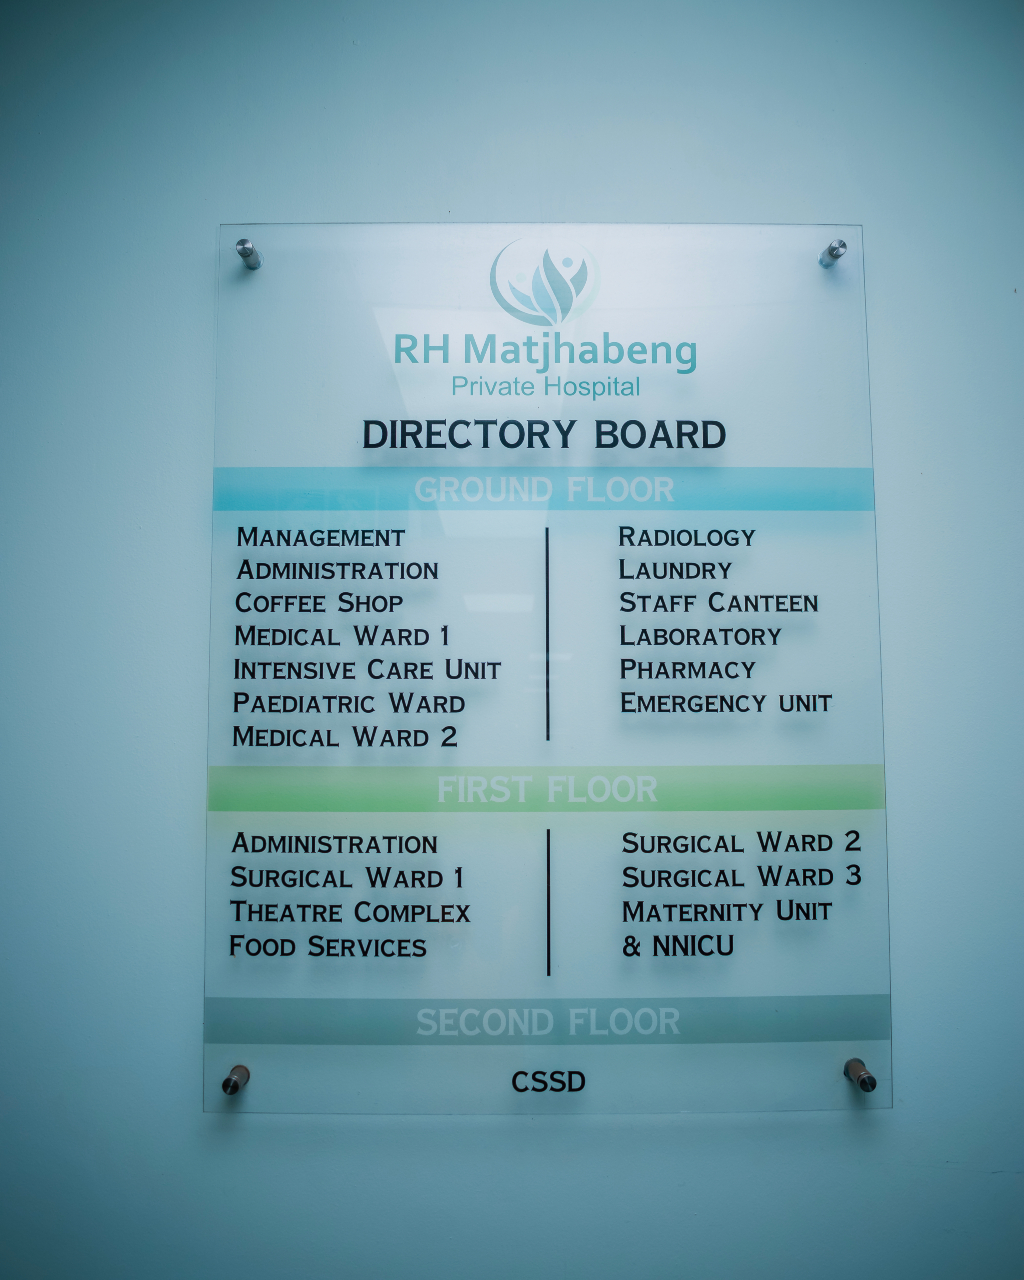 RH Matjhabeng
Private Hospital
DIRECTORY BOARD
GROUND FLOOR
MANAGEMENT
ADMINISTRATION
COFFEE SHOP
MEDICAL WARD 1
INTENSIVE CARE UNIT
PAEDIATRIC WARD
MEDICAL WARD 2
RADIOLOGY
LAUNDRY
STAFF CANTEEN
LABORATORY
PHARMACY
EMERGENCY UNIT
FIRST FLOOR
ADMINISTRATION
SURGICAL WARD 1
THEATRE COMPLEX
FOOD SERVICES
SURGICAL WARD 2
SURGICAL WARD 3
MATERNITY UNIT
& NNICU
SECOND FLOOR
CSSD